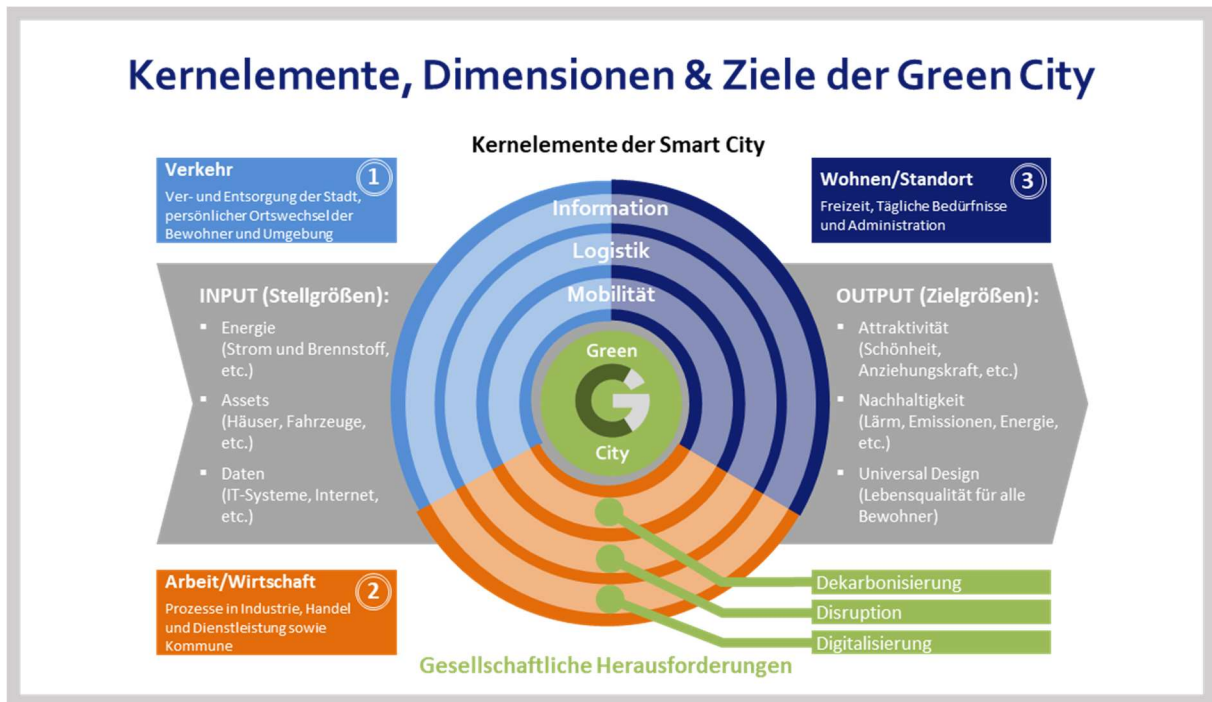 Kernelemente, Dimensionen & Ziele der Green City
Kernelemente der Smart City
Verkehr
1
Ver- und Entsorgung der Stadt,
persönlicher Ortswechsel der
Bewohner und Umgebung
Wohnen/Standort
3
Freizeit, Tägliche Bedürfnisse
und Administration
Information
Logistik
Mobilität
Green
City
INPUT (Stellgrößen):
▪ Energie
(Strom und Brennstoff,
etc.)
▪ Assets
(Häuser, Fahrzeuge,
etc.)
▪ Daten
(IT-Systeme, Internet,
etc.)
OUTPUT (Zielgrößen):
▪ Attraktivität
(Schönheit,
Anziehungskraft, etc.)
▪ Nachhaltigkeit
(Lärm, Emissionen, Energie,
etc.)
▪ Universal Design
(Lebensqualität für alle
Bewohner)
Arbeit/Wirtschaft
2
Prozesse in Industrie, Handel
und Dienstleistung sowie
Kommune
Dekarbonisierung
Disruption
Digitalisierung
Gesellschaftliche Herausforderungen